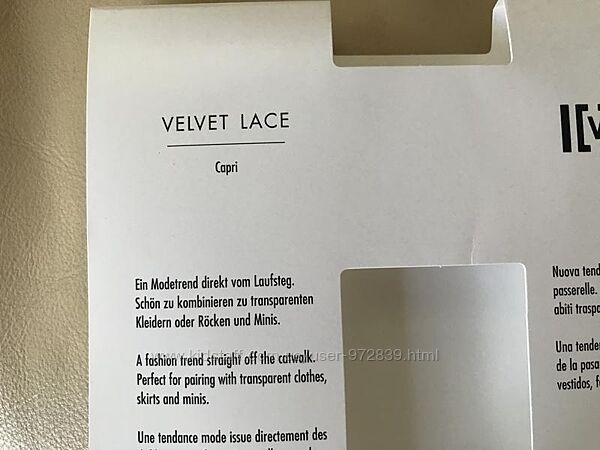 VELVET LACE
Capri
Ein Modetrend direkt vom Laufsteg.
Schön zu kombinieren zu transparenten
Kleidern oder Röcken und Minis.
A fashion trend straight off the catwalk.
Perfect for pairing with transparent clothes,
skirts and minis.
Une tendance mode issue directement des
Nuova tend
passerelle.
abiti traspa
Una tende
de la pasa
vestidos, f